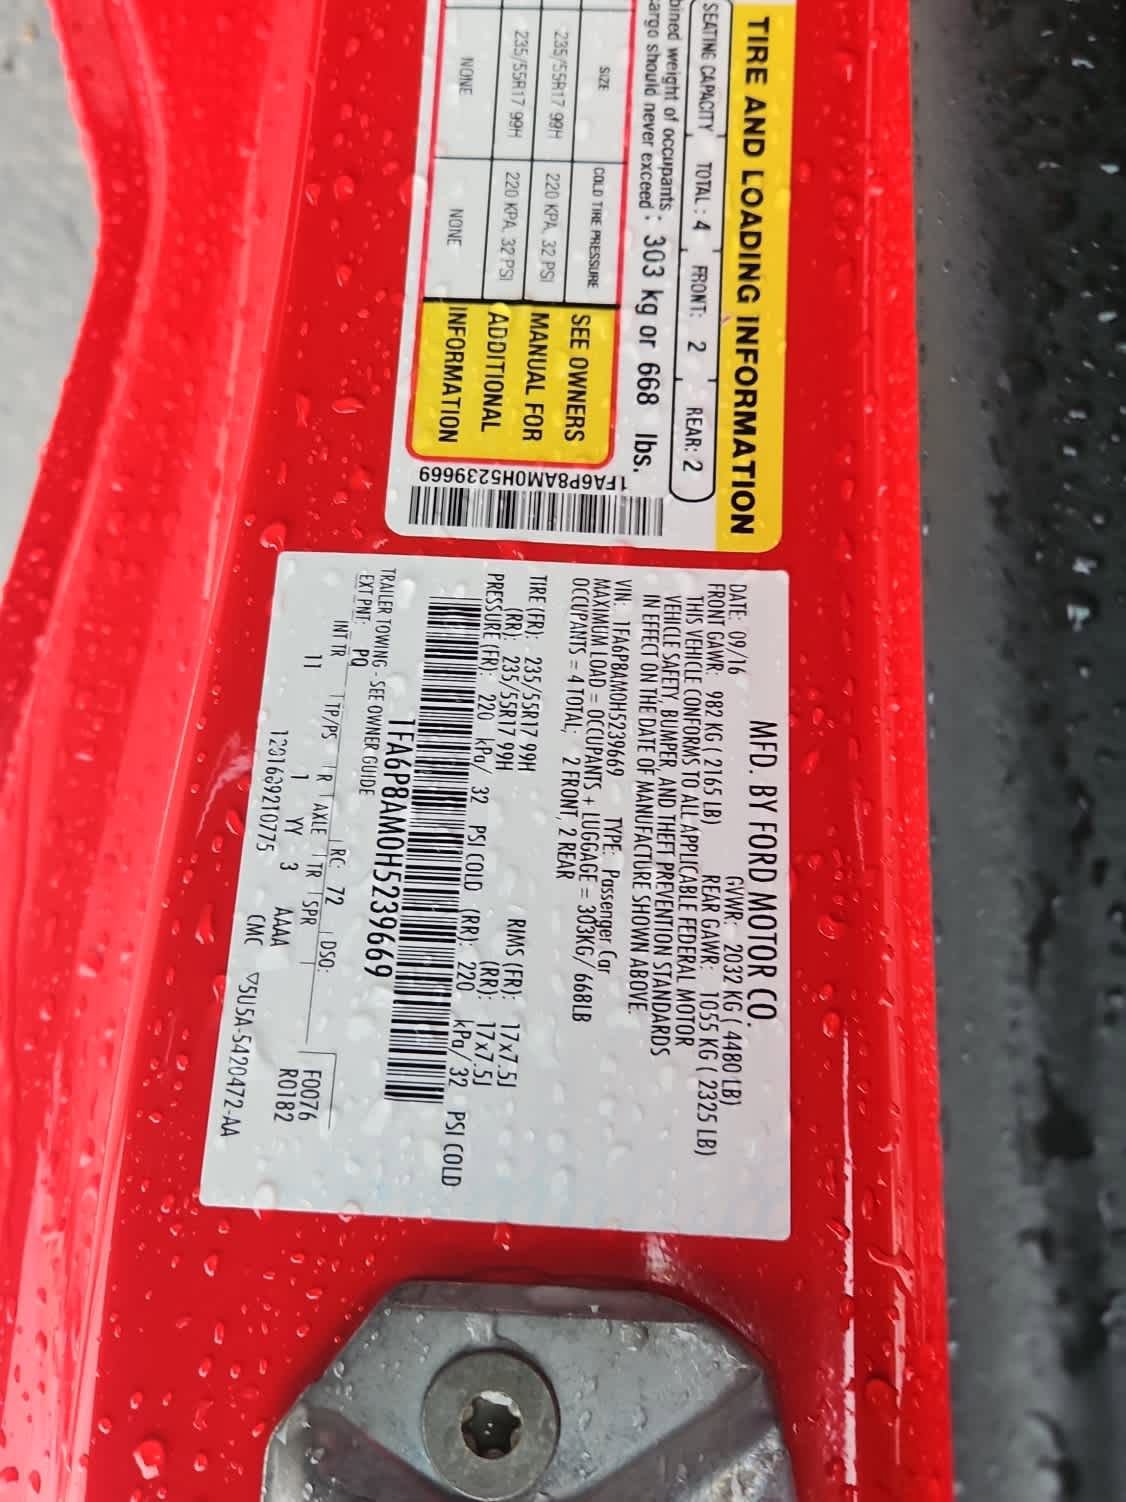 TIRE AND LOADING INFORMATION
SEATING CAPACITY TOTAL : 4 FRONT: 2 REAR: 2
weight of occupants :
should never exceed : 303 kg or 668 lbs.
SIZE COLD TIRE PRESSURE
235/55R17 99H 220 KPA, 32 PSI
235/55R17 99H 220 KPA, 32 PSI
NONE NONE
SEE OWNERS
MANUAL FOR
ADDITIONAL
INFORMATION
1FA6P8AM0H5239669
MFD. BY FORD MOTOR CO.
DATE: 09/16 GVWR: 2032 KG ( 4480 LB)
FRONT GAWR: 982 KG ( 2165 LB) REAR GAWR: 1055 KG ( 2325 LB)
THIS VEHICLE CONFORMS TO ALL APPLICABLE FEDERAL MOTOR
VEHICLE SAFETY, BUMPER, AND THEFT PREVENTION STANDARDS
IN EFFECT ON THE DATE OF MANUFACTURE SHOWN ABOVE.
VIN: 1FA6P8AM0H5239669 TYPE: Passenger Car
MAXIMUM LOAD = OCCUPANTS + LUGGAGE = 303KG/668LB
OCCUPANTS = 4 TOTAL; 2 FRONT, 2 REAR
TIRE (FR): 235/55R17 99H RIMS (FR): 17x7.5J
(RR): 235/55R17 99H (RR): 17x7.5J
PRESSURE (FR): 220 kPa/ 32 PSI COLD (RR): 220 kPa/ 32 PSI COLD
1FA6P8AM0H5239669
TRAILER TOWING - SEE OWNER GUIDE
EXT PNT: PQ RC: 72 DSO:
INT TR TP/PS R AXLE TR SPR F0076
11 1 YY 3 AAAA R0182
CMC ▽5U5A-5420472-AA